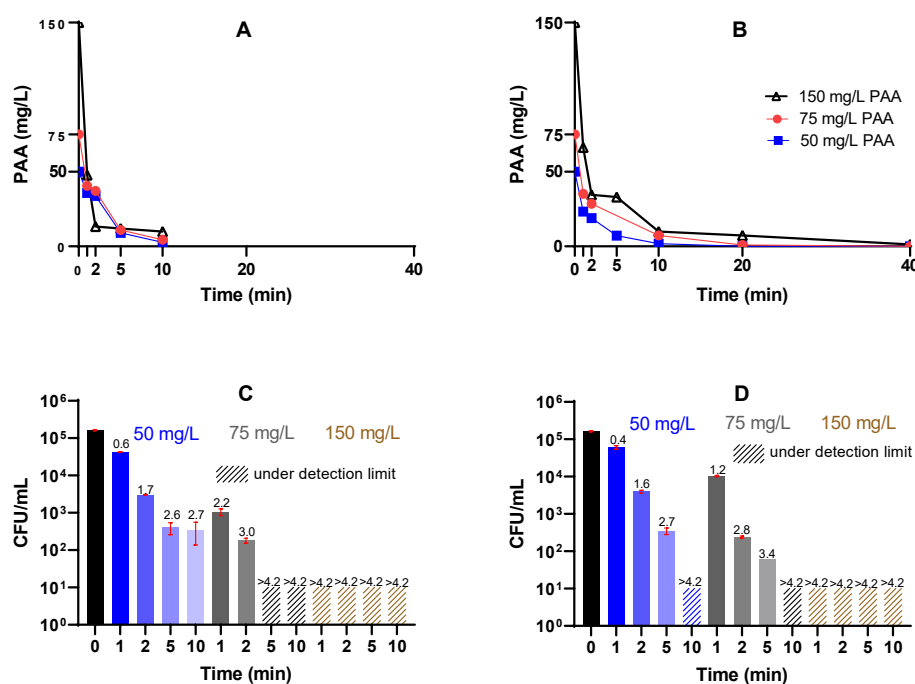 A
PAA (mg/L)
150
75
50
0
0 2 5 10 20 40
Time (min)
B
PAA (mg/L)
150
75
50
0
150 mg/L PAA
75 mg/L PAA
50 mg/L PAA
0 2 5 10 20 40
Time (min)
C
CFU/mL
10⁶
10⁵
10⁴
10³
10²
10¹
10⁰
50 mg/L 75 mg/L 150 mg/L
under detection limit
0.6 1.7 2.6 2.7 2.2 3.0 >4.2 >4.2 >4.2 >4.2 >4.2 >4.2
0 1 2 5 10 1 2 5 10 1 2 5 10
Time (min)
D
CFU/mL
10⁶
10⁵
10⁴
10³
10²
10¹
10⁰
50 mg/L 75 mg/L 150 mg/L
under detection limit
0.4 1.6 2.7 >4.2 1.2 2.8 3.4 >4.2 >4.2 >4.2 >4.2 >4.2
0 1 2 5 10 1 2 5 10 1 2 5 10
Time (min)